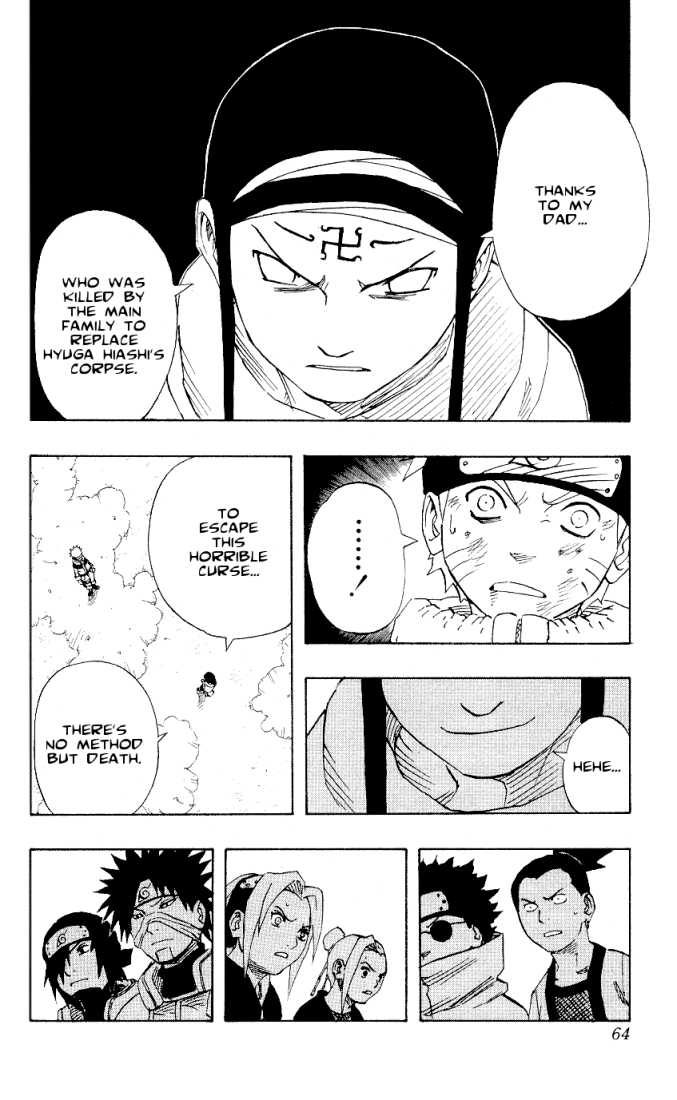 THANKS
TO MY
DAD...
WHO WAS
KILLED BY
THE MAIN
FAMILY TO
REPLACE
HYUGA HIASHI'S
CORPSE.
......!
HEHE...
TO
ESCAPE
THIS
HORRIBLE
CURSE...
THERE'S
NO METHOD
BUT DEATH.
64